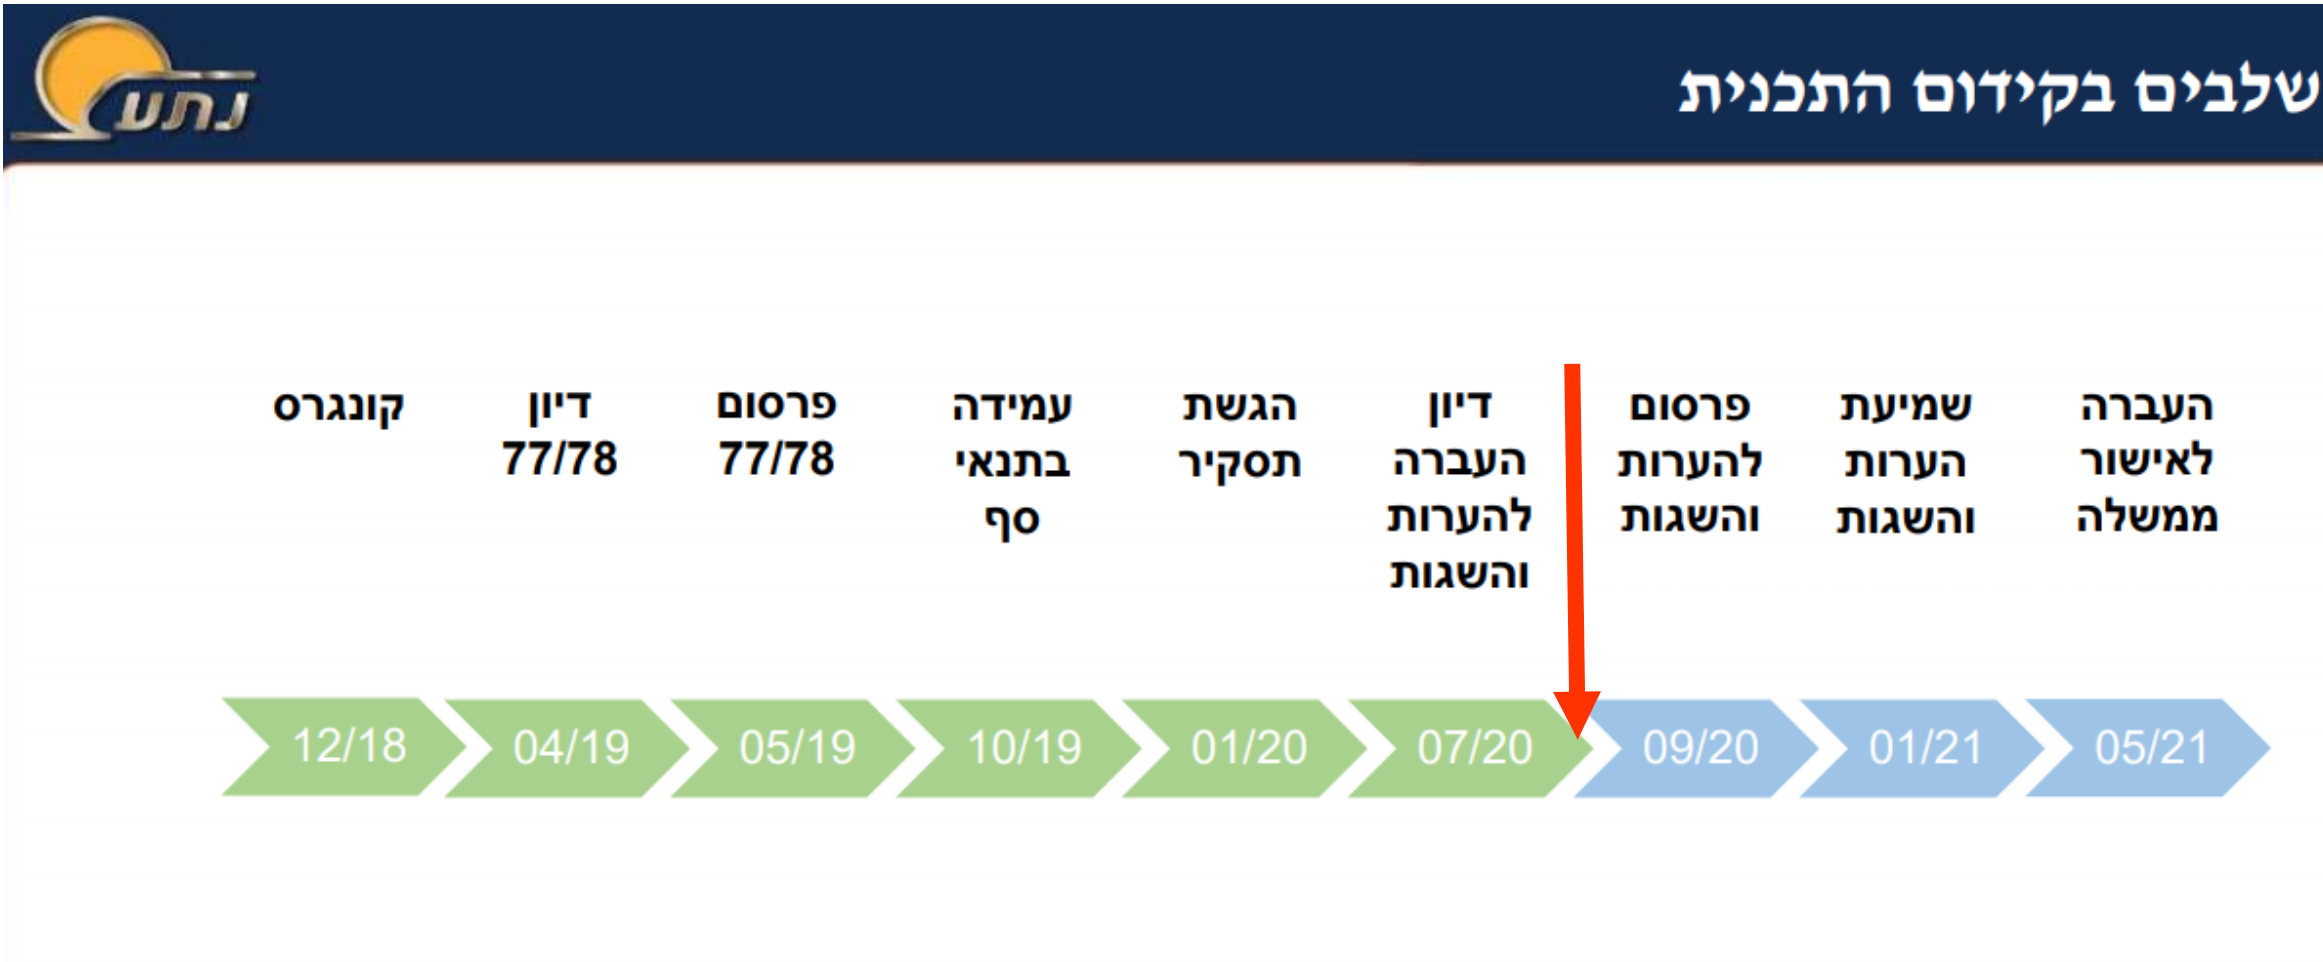 שלבים בקידום התכנית
נתע
קונגרס
דיון
77/78
פרסום
77/78
עמידה
בתנאי
סף
הגשת
תסקיר
דיון
העברה
להערות
והשגות
פרסום
להערות
והשגות
שמיעת
הערות
והשגות
העברה
לאישור
ממשלה
12/18
04/19
05/19
10/19
01/20
07/20
09/20
01/21
05/21